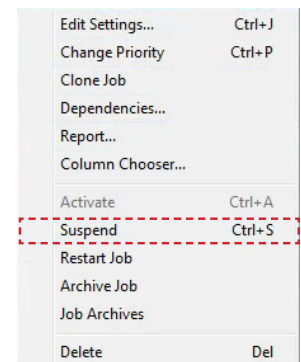 Edit Settings... Ctrl+J
Change Priority Ctrl+P
Clone Job
Dependencies...
Report...
Column Chooser...
Activate Ctrl+A
Suspend Ctrl+S
Restart Job
Archive Job
Job Archives
Delete Del